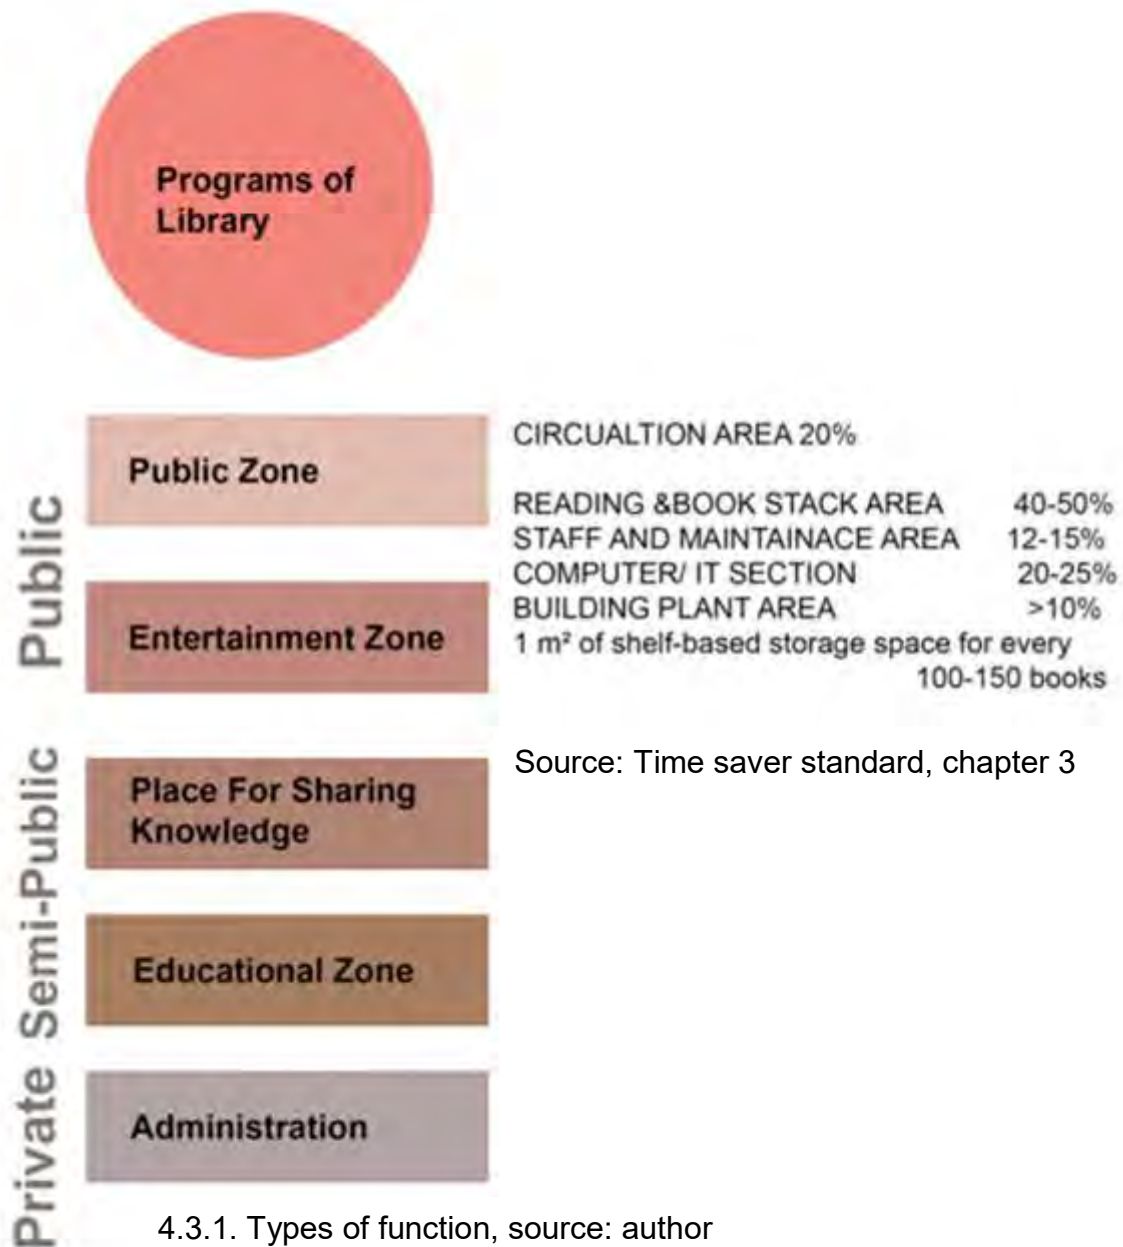 Programs of
Library
Public
Public Zone
CIRCUALTION AREA 20%
READING &BOOK STACK AREA 40-50%
STAFF AND MAINTAINACE AREA 12-15%
Entertainment Zone
COMPUTER/ IT SECTION 20-25%
BUILDING PLANT AREA >10%
1 m² of shelf-based storage space for every
100-150 books
Semi-Public
Place For Sharing
Knowledge
Source: Time saver standard, chapter 3
Educational Zone
Private
Administration
4.3.1. Types of function, source: author